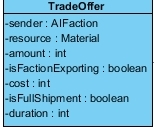 TradeOffer
-sender : AIFaction
-resource : Material
-amount : int
-isFactionExporting : boolean
-cost : int
-isFullShipment : boolean
-duration : int